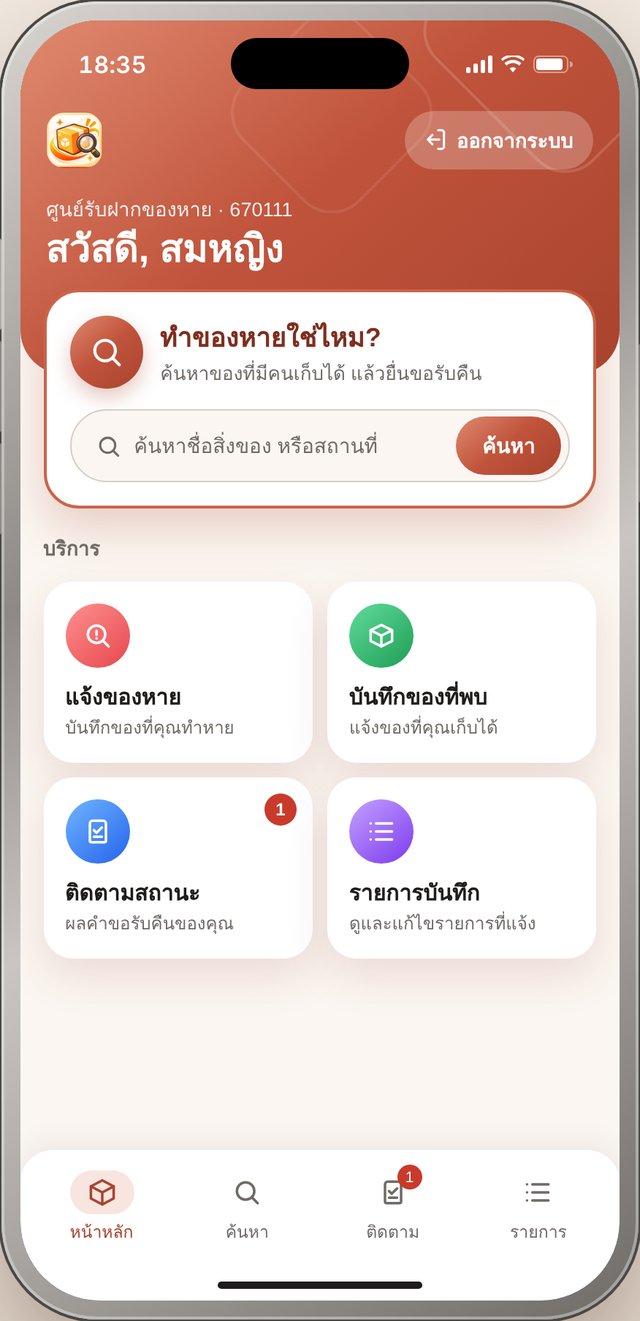 18:35
ออกจากระบบ
ศูนย์รับฝากของหาย · 670111
สวัสดี, สมหญิง
ทำของหายใช่ไหม?
ค้นหาของที่มีคนเก็บได้ แล้วยื่นขอรับคืน
ค้นหาชื่อสิ่งของ หรือสถานที่
ค้นหา
บริการ
แจ้งของหาย
บันทึกของที่คุณทำหาย
บันทึกของที่พบ
แจ้งของที่คุณเก็บได้
1
ติดตามสถานะ
ผลคำขอรับคืนของคุณ
รายการบันทึก
ดูและแก้ไขรายการที่แจ้ง
หน้าหลัก
ค้นหา
1
ติดตาม
รายการ